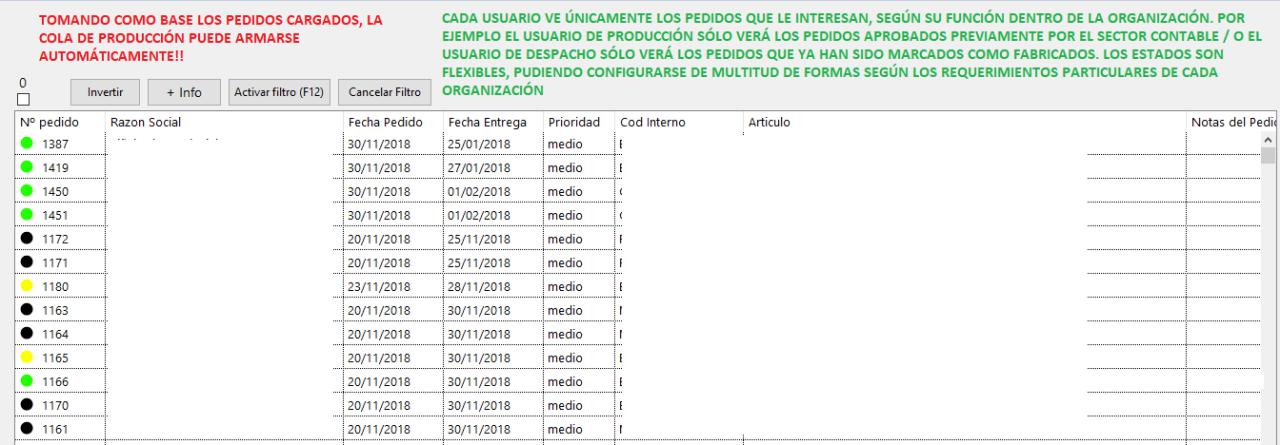 TOMANDO COMO BASE LOS PEDIDOS CARGADOS, LA
COLA DE PRODUCCIÓN PUEDE ARMARSE
AUTOMÁTICAMENTE!!
CADA USUARIO VE ÚNICAMENTE LOS PEDIDOS QUE LE INTERESAN, SEGÚN SU FUNCIÓN DENTRO DE LA ORGANIZACIÓN. POR
EJEMPLO EL USUARIO DE PRODUCCIÓN SÓLO VERÁ LOS PEDIDOS APROBADOS PREVIAMENTE POR EL SECTOR CONTABLE / O EL
USUARIO DE DESPACHO SÓLO VERÁ LOS PEDIDOS QUE YA HAN SIDO MARCADOS COMO FABRICADOS. LOS ESTADOS SON
FLEXIBLES, PUDIENDO CONFIGURARSE DE MULTITUD DE FORMAS SEGÚN LOS REQUERIMIENTOS PARTICULARES DE CADA
ORGANIZACIÓN
0
Invertir + Info Activar filtro (F12) Cancelar Filtro
Nº pedido Razon Social Fecha Pedido Fecha Entrega Prioridad Cod Interno Articulo Notas del Pedid
1387 30/11/2018 25/01/2018 medio
1419 30/11/2018 27/01/2018 medio
1450 30/11/2018 01/02/2018 medio
1451 30/11/2018 01/02/2018 medio
1172 20/11/2018 25/11/2018 medio
1171 20/11/2018 25/11/2018 medio
1180 23/11/2018 28/11/2018 medio
1163 20/11/2018 30/11/2018 medio
1164 20/11/2018 30/11/2018 medio
1165 20/11/2018 30/11/2018 medio
1166 20/11/2018 30/11/2018 medio
1170 20/11/2018 30/11/2018 medio
1161 20/11/2018 30/11/2018 medio